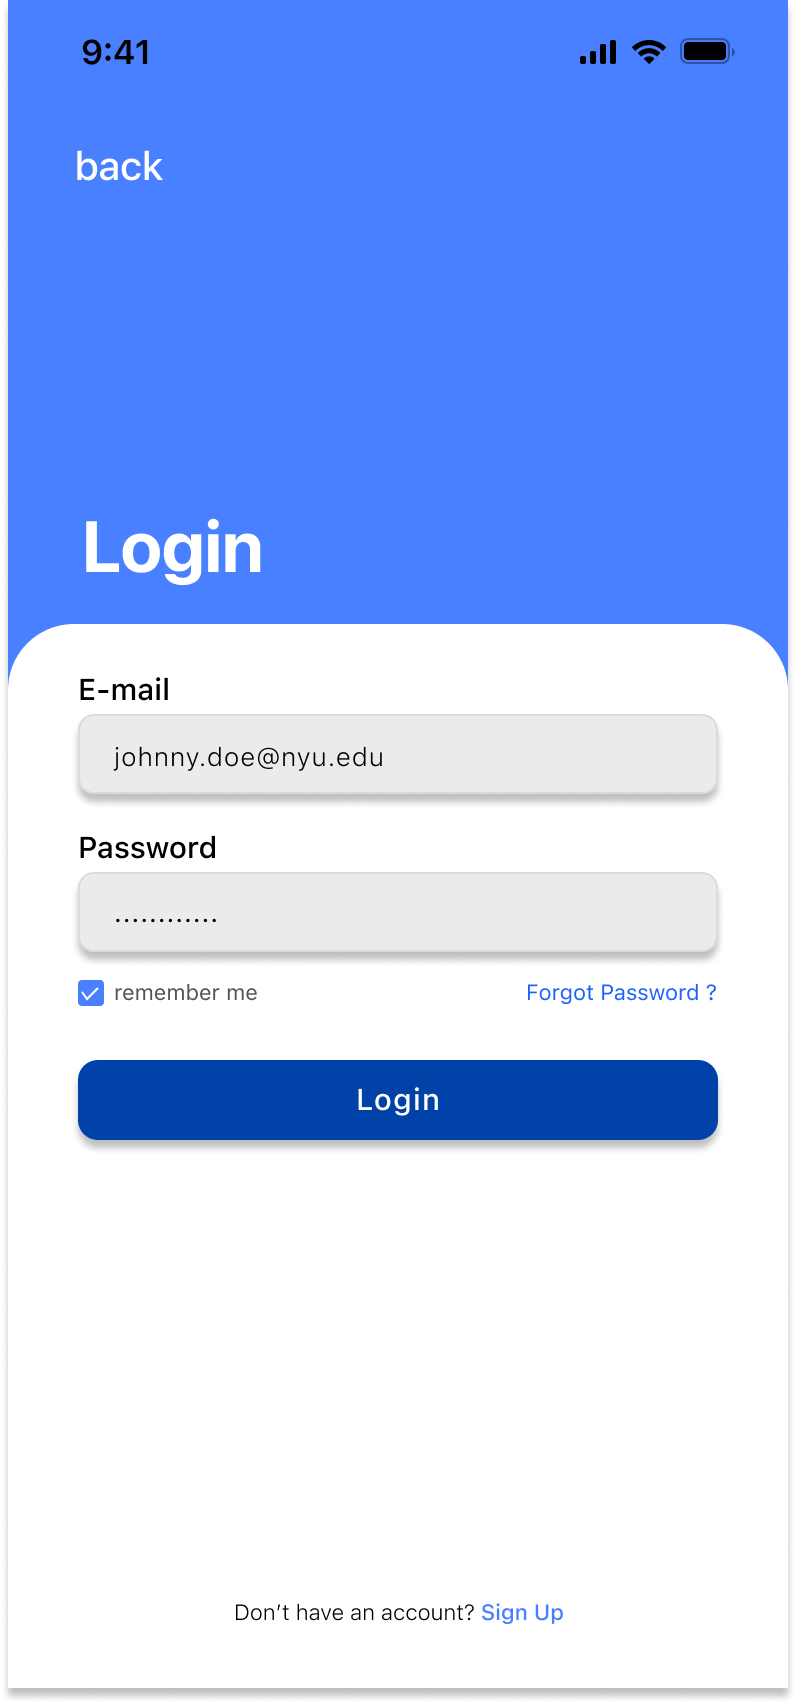 9:41
back
Login
E-mail
johnny.doe@nyu.edu
Password
............
remember me
Forgot Password ?
Login
Don’t have an account? Sign Up